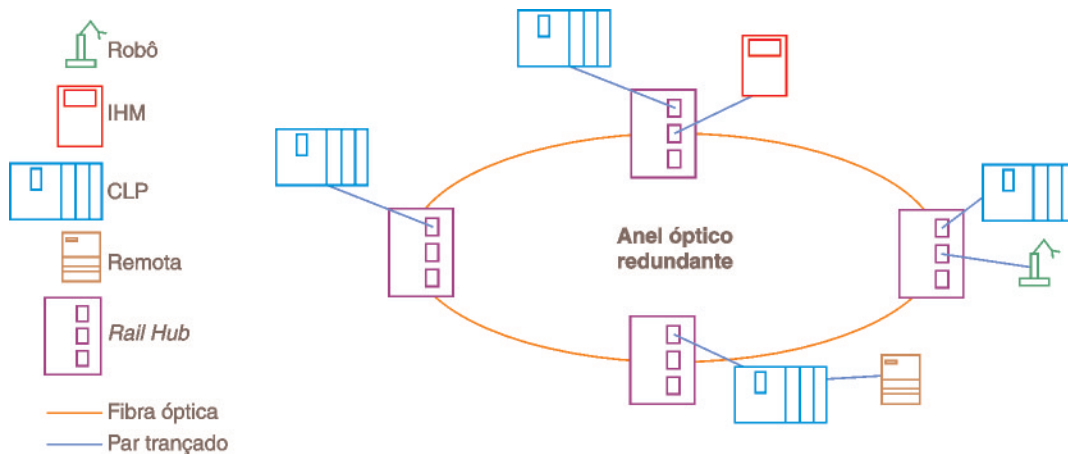 Robô
IHM
CLP
Remota
Rail Hub
Fibra óptica
Par trançado
Anel óptico
redundante